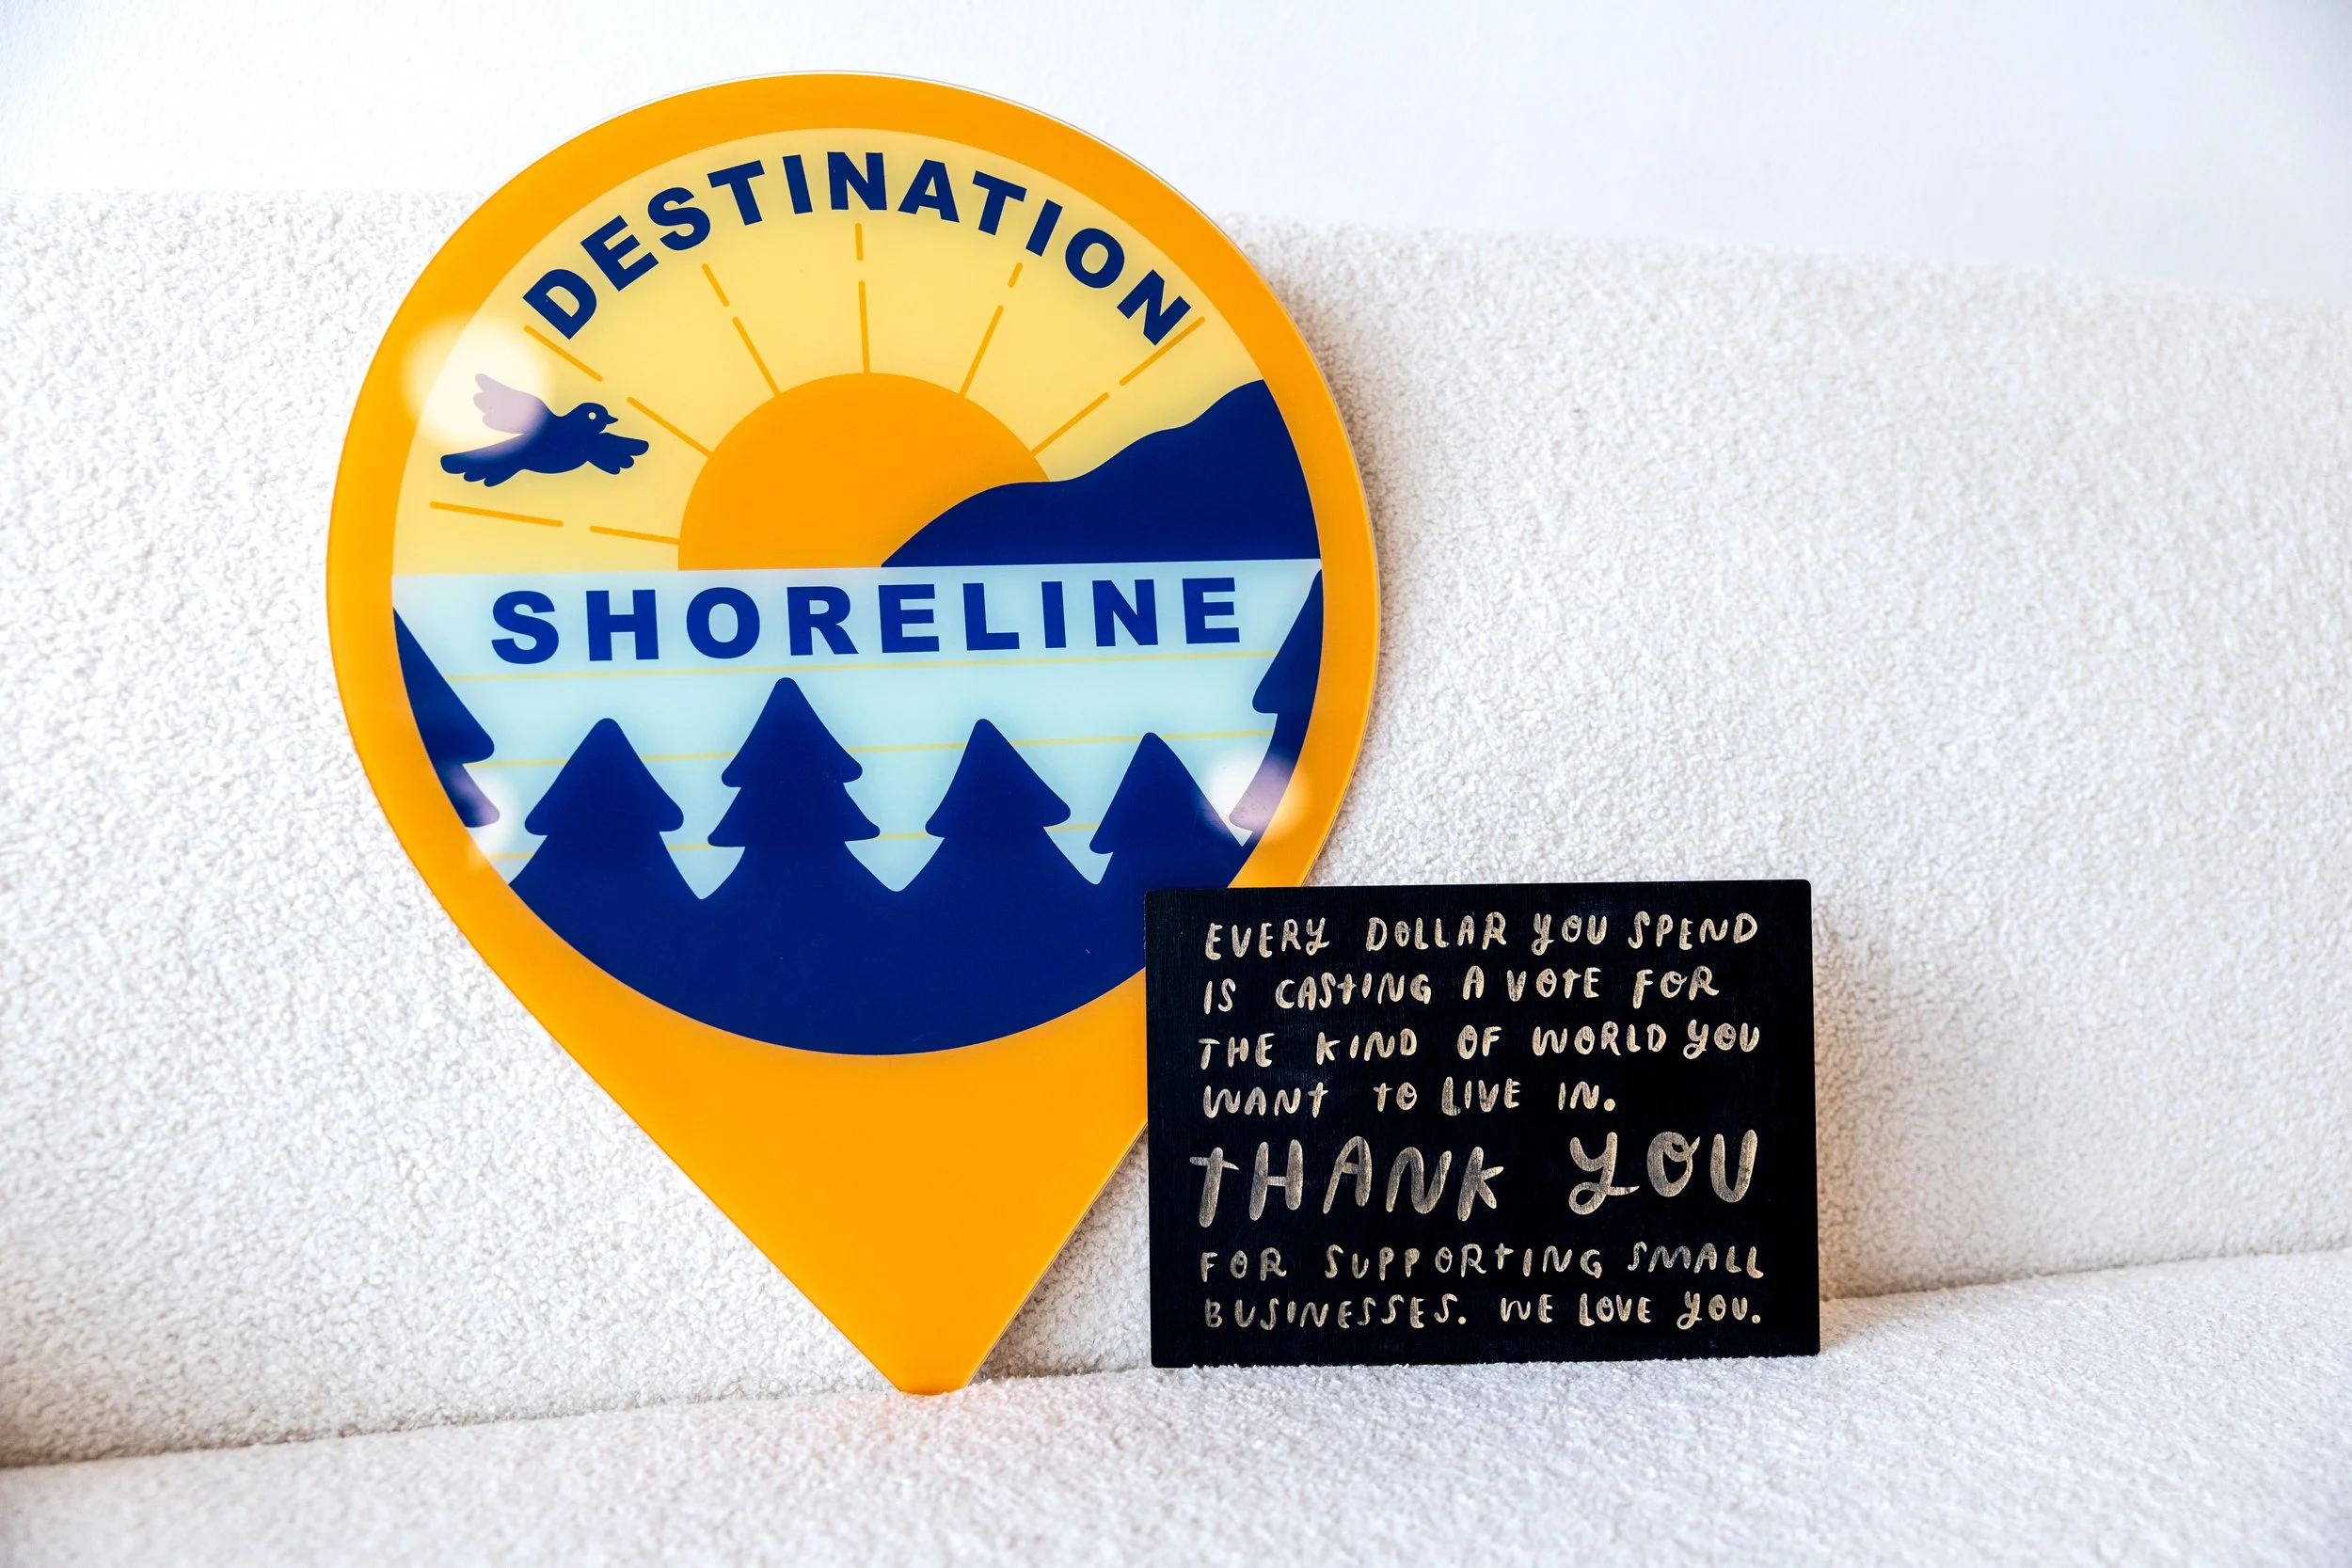 DESTINATION
SHORELINE
EVERY DOLLAR YOU SPEND
IS CASTING A VOTE FOR
THE KIND OF WORLD YOU
WANT TO LIVE IN.
THANK YOU
FOR SUPPORTING SMALL
BUSINESSES. WE LOVE YOU.